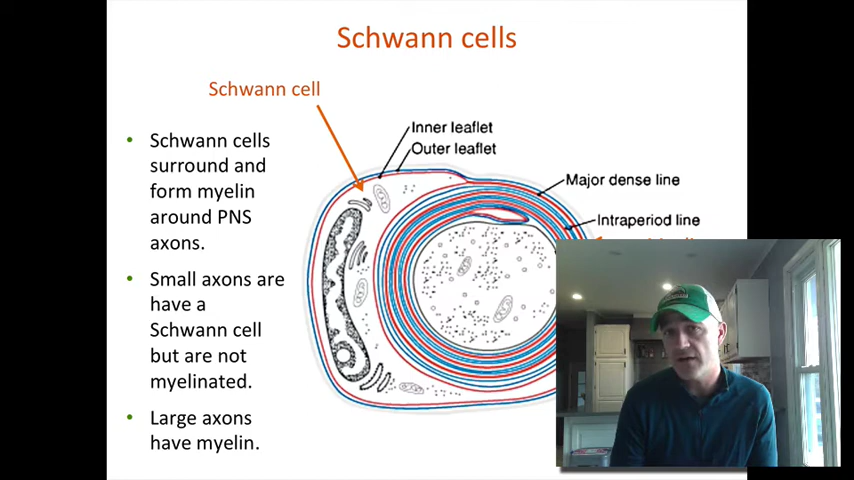 Schwann cells
Schwann cell
Inner leaflet
Outer leaflet
Major dense line
Intraperiod line
• Schwann cells
surround and
form myelin
around PNS
axons.
• Small axons are
have a
Schwann cell
but are not
myelinated.
• Large axons
have myelin.